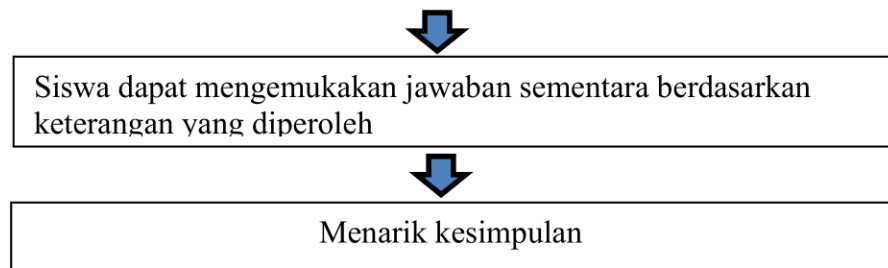 Siswa dapat mengemukakan jawaban sementara berdasarkan
keterangan yang diperoleh
Menarik kesimpulan